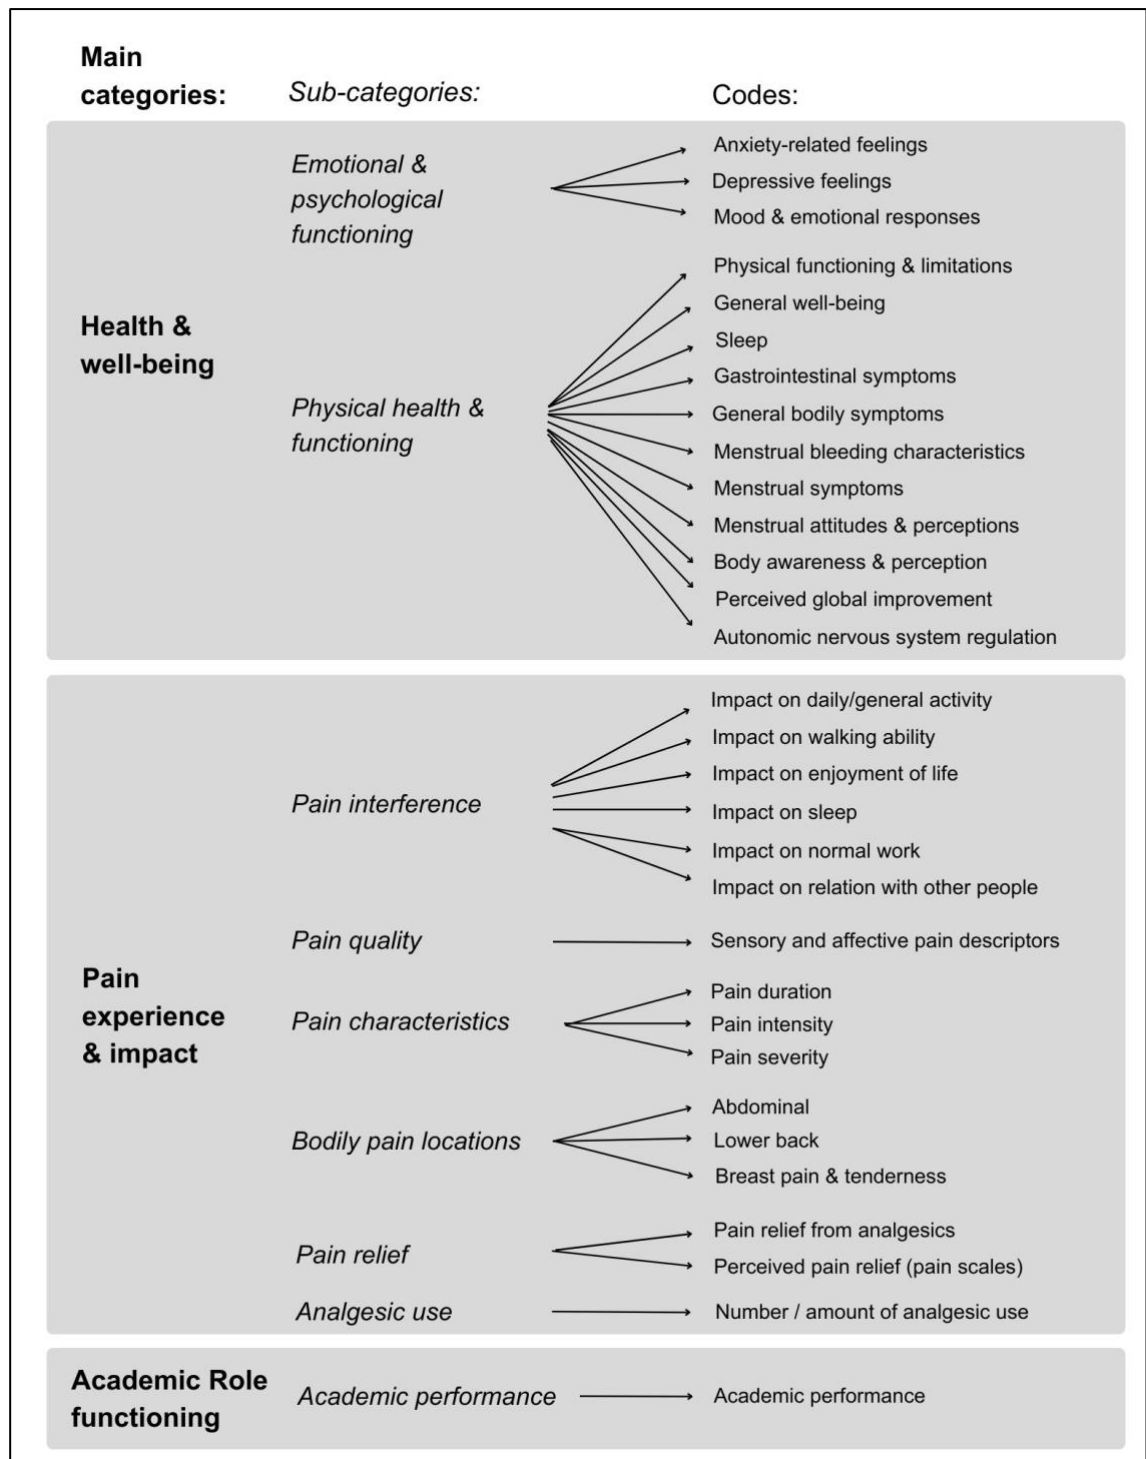 Main
categories:
Sub-categories:
Codes:
Health &
well-being
Emotional &
psychological
functioning
Anxiety-related feelings
Depressive feelings
Mood & emotional responses
Physical health &
functioning
Physical functioning & limitations
General well-being
Sleep
Gastrointestinal symptoms
General bodily symptoms
Menstrual bleeding characteristics
Menstrual symptoms
Menstrual attitudes & perceptions
Body awareness & perception
Perceived global improvement
Autonomic nervous system regulation
Pain
experience
& impact
Pain interference
Impact on daily/general activity
Impact on walking ability
Impact on enjoyment of life
Impact on sleep
Impact on normal work
Impact on relation with other people
Pain quality
Sensory and affective pain descriptors
Pain characteristics
Pain duration
Pain intensity
Pain severity
Bodily pain locations
Abdominal
Lower back
Breast pain & tenderness
Pain relief
Pain relief from analgesics
Perceived pain relief (pain scales)
Analgesic use
Number / amount of analgesic use
Academic Role
functioning
Academic performance
Academic performance